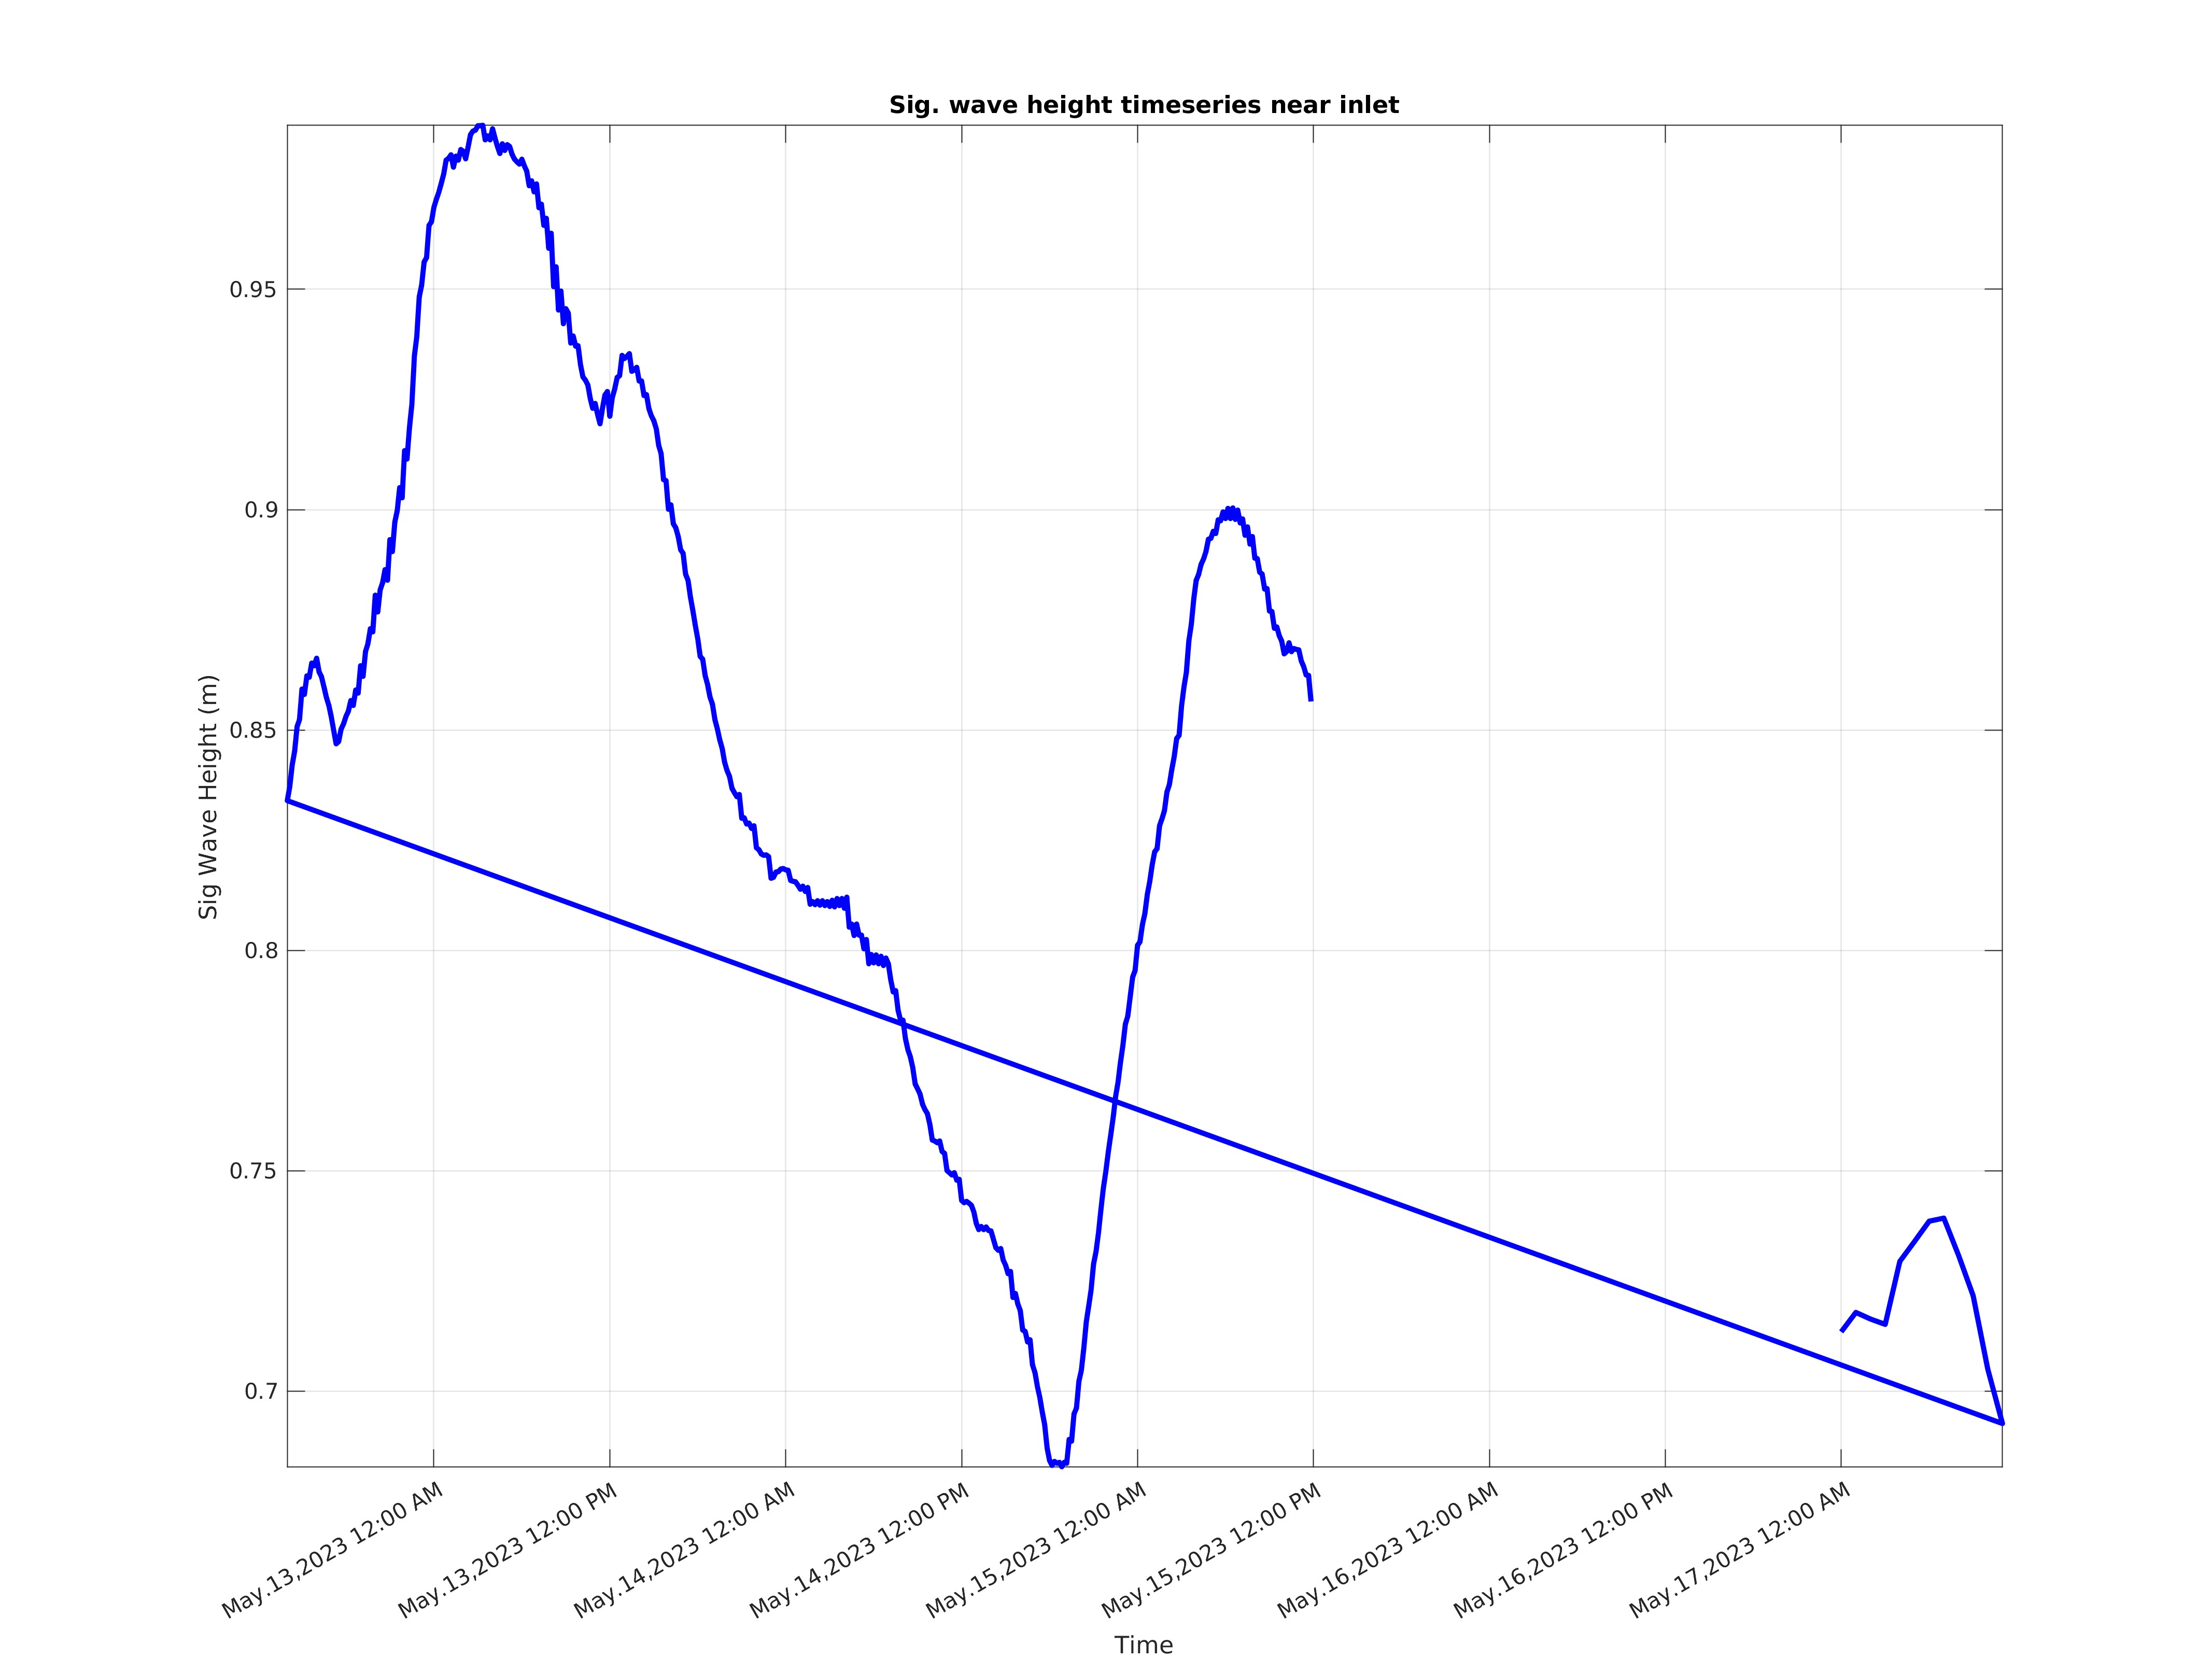 Sig. wave height timeseries near inlet
Sig Wave Height (m)
0.95
0.9
0.85
0.8
0.75
0.7
May.13,2023 12:00 AM
May.13,2023 12:00 PM
May.14,2023 12:00 AM
May.14,2023 12:00 PM
May.15,2023 12:00 AM
May.15,2023 12:00 PM
May.16,2023 12:00 AM
May.16,2023 12:00 PM
May.17,2023 12:00 AM
Time